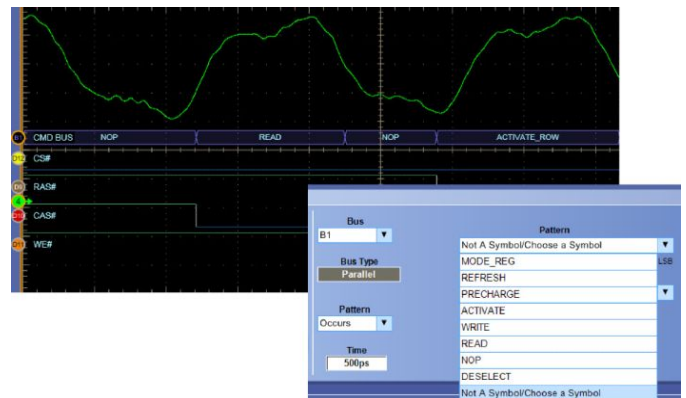 B1 CMD BUS NOP READ NOP ACTIVATE_ROW
D12 CS#
D9 RAS#
4
D10 CAS#
D11 WE#
Bus
B1
Bus Type
Parallel
Pattern
Occurs
Time
500ps
Pattern
Not A Symbol/Choose a Symbol
LSB
MODE_REG
REFRESH
PRECHARGE
ACTIVATE
WRITE
READ
NOP
DESELECT
Not A Symbol/Choose a Symbol